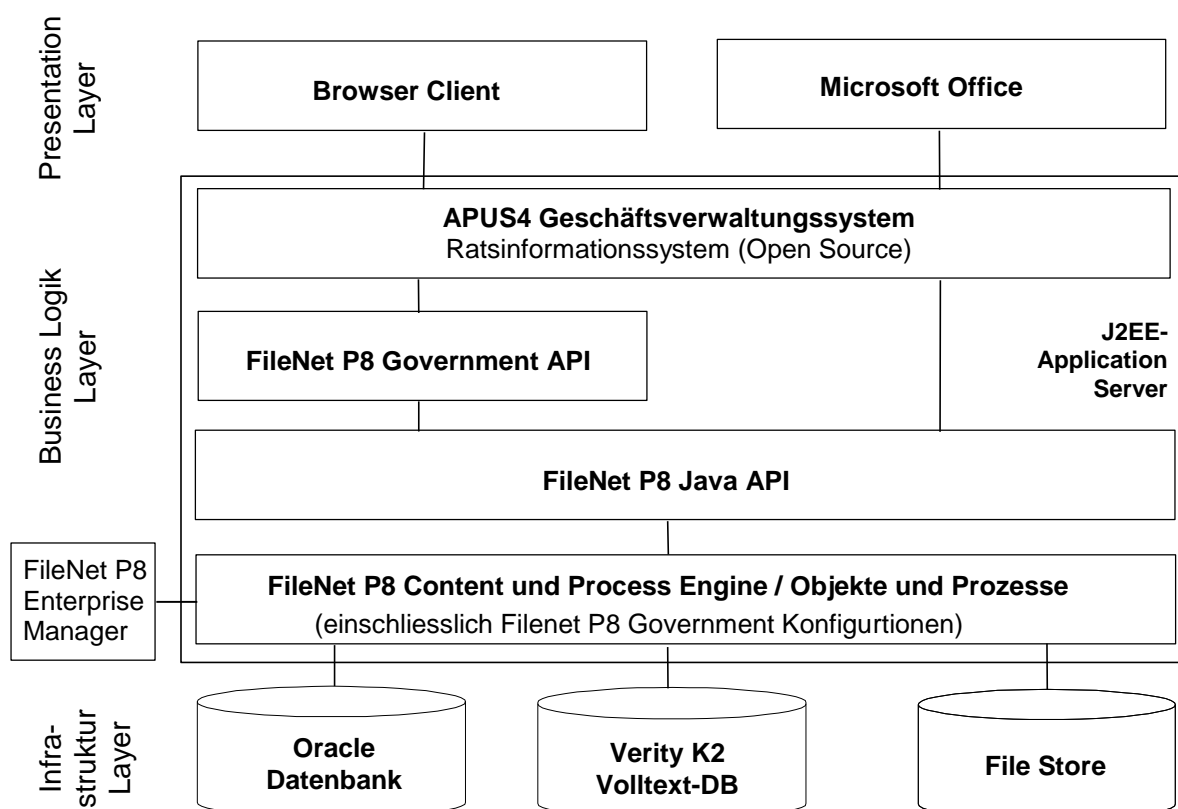 Presentation
Layer
Browser Client
Microsoft Office
APUS4 Geschäftsverwaltungssystem
Ratsinformationssystem (Open Source)
Business Logik
Layer
FileNet P8 Government API
J2EE-
Application
Server
FileNet P8 Java API
FileNet P8
Enterprise
Manager
FileNet P8 Content und Process Engine / Objekte und Prozesse
(einschliesslich Filenet P8 Government Konfigurtionen)
Infra-
struktur
Layer
Oracle
Datenbank
Verity K2
Volltext-DB
File Store